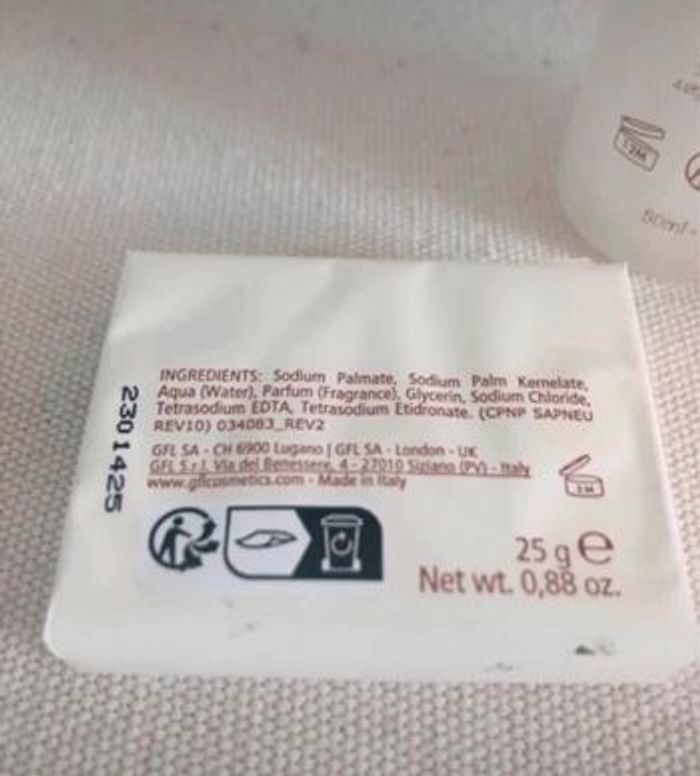 12M
50ml
INGREDIENTS: Sodium Palmate, Sodium Palm Kernelate,
Aqua (Water), Parfum (Fragrance), Glycerin, Sodium Chloride,
Tetrasodium EDTA, Tetrasodium Etidronate. (CPNP SAPNEU
REV10) 034083_REV2
GFL SA - CH 6900 Lugano | GFL SA - London - UK
GFL S.r.l. Via del Benessere, 4 - 27010 Siziano (PV) - Italy
www.gflcosmetics.com - Made in Italy
2301425
25 g e
Net wt. 0,88 oz.